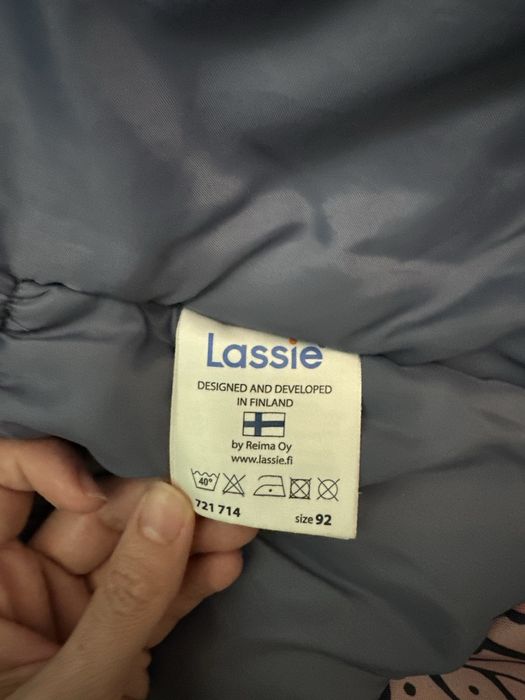 Lassie
DESIGNED AND DEVELOPED
IN FINLAND
by Reima Oy
www.lassie.fi
40°
721 714
size 92